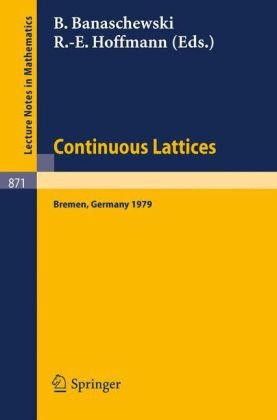 B. Banaschewski
R.-E. Hoffmann (Eds.)
Lecture Notes in Mathematics
871
Continuous Lattices
Bremen, Germany 1979
Springer